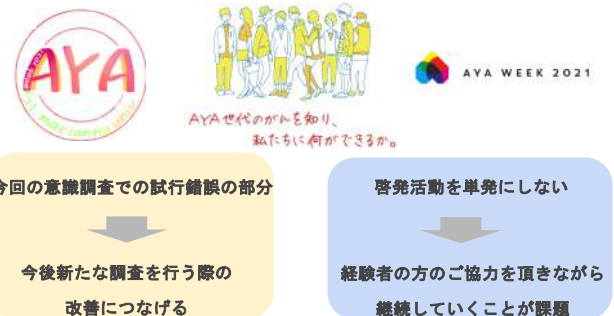 AYA
St. marianna univ
AYA世代のがんを知り、
私たちに何ができるか。
AYA WEEK 2021
今回の意識調査での試行錯誤の部分
今後新たな調査を行う際の
改善につなげる
啓発活動を単発にしない
経験者の方のご協力を頂きながら
継続していくことが課題